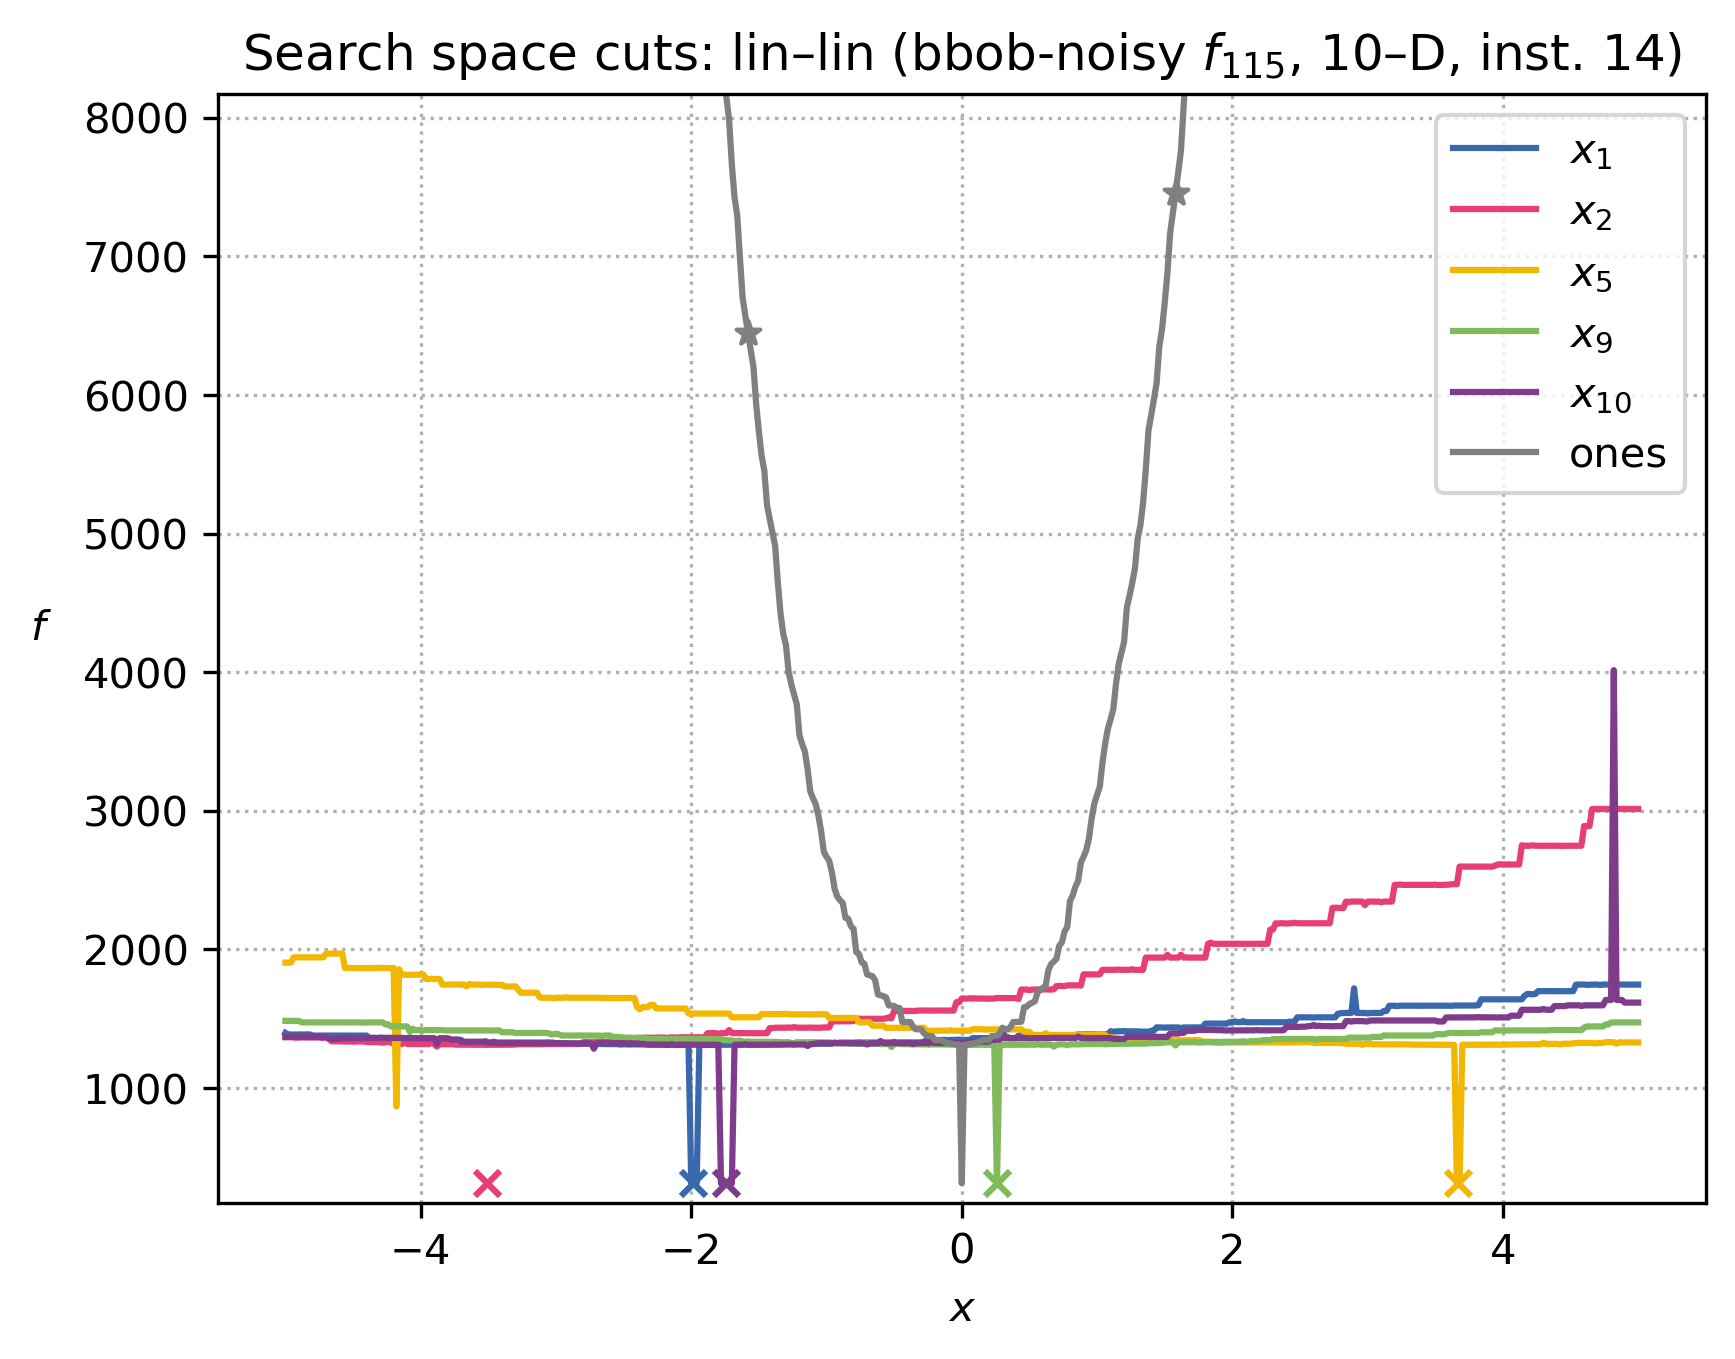 Search space cuts: lin–lin (bbob-noisy f₁₁₅, 10–D, inst. 14)
8000
7000
6000
5000
4000
3000
2000
1000
f
x₁
x₂
x₅
x₉
x₁₀
ones
−4
−2
0
2
4
x